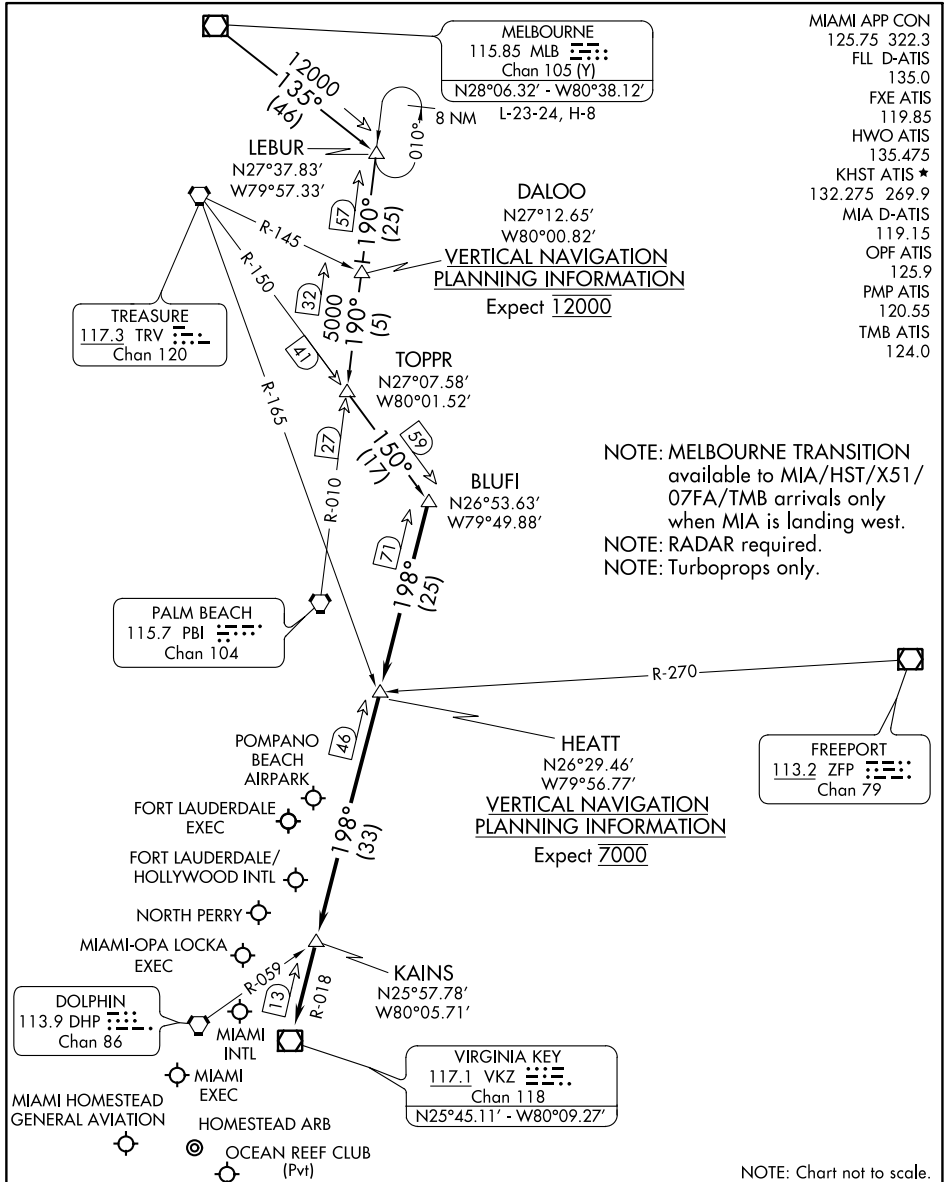 MELBOURNE
115.85 MLB
Chan 105 (Y)
N28°06.32' - W80°38.12'
L-23-24, H-8
12000
135°
(46)
8 NM
010°
LEBUR
N27°37.83'
W79°57.33'
57
190°
(25)
DALOO
N27°12.65'
W80°00.82'
VERTICAL NAVIGATION
PLANNING INFORMATION
Expect 12000
R-145
R-150
R-165
32
5000
190°
(5)
41
TREASURE
117.3 TRV
Chan 120
TOPPR
N27°07.58'
W80°01.52'
27
R-010
150°
(17)
59
BLUFI
N26°53.63'
W79°49.88'
71
198°
(25)
PALM BEACH
115.7 PBI
Chan 104
MIAMI APP CON
125.75 322.3
FLL D-ATIS
135.0
FXE ATIS
119.85
HWO ATIS
135.475
KHST ATIS ★
132.275 269.9
MIA D-ATIS
119.15
OPF ATIS
125.9
PMP ATIS
120.55
TMB ATIS
124.0
NOTE: MELBOURNE TRANSITION
available to MIA/HST/X51/
07FA/TMB arrivals only
when MIA is landing west.
NOTE: RADAR required.
NOTE: Turboprops only.
R-270
FREEPORT
113.2 ZFP
Chan 79
HEATT
N26°29.46'
W79°56.77'
VERTICAL NAVIGATION
PLANNING INFORMATION
Expect 7000
46
198°
(33)
POMPANO
BEACH
AIRPARK
FORT LAUDERDALE
EXEC
FORT LAUDERDALE/
HOLLYWOOD INTL
NORTH PERRY
MIAMI-OPA LOCKA
EXEC
R-059
13
R-018
KAINS
N25°57.78'
W80°05.71'
DOLPHIN
113.9 DHP
Chan 86
MIAMI
INTL
MIAMI
EXEC
VIRGINIA KEY
117.1 VKZ
Chan 118
N25°45.11' - W80°09.27'
MIAMI HOMESTEAD
GENERAL AVIATION
HOMESTEAD ARB
OCEAN REEF CLUB
(Pvt)
NOTE: Chart not to scale.